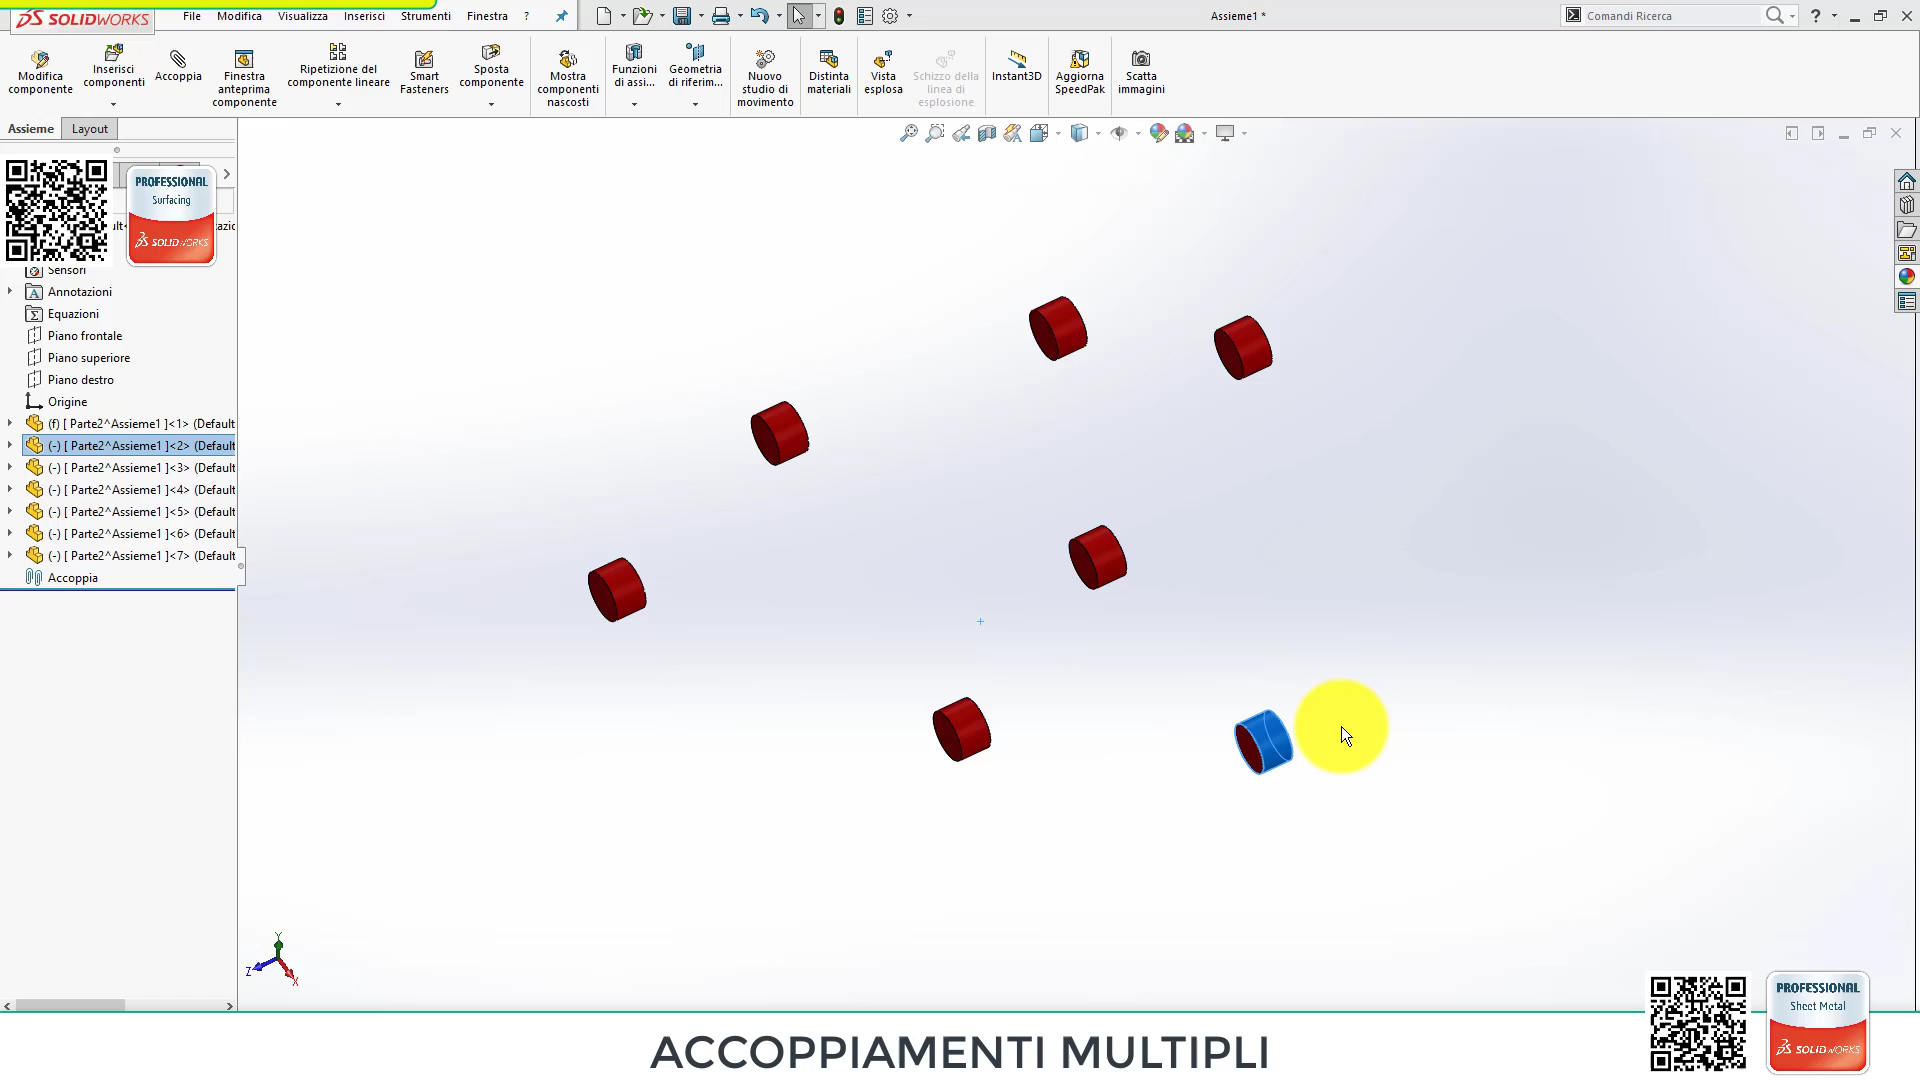 SOLIDWORKS
File Modifica Visualizza Inserisci Strumenti Finestra ?
Assieme1 *
Comandi Ricerca
?
Modifica componente
Inserisci componenti
Accoppia
Finestra anteprima componente
Ripetizione del componente lineare
Smart Fasteners
Sposta componente
Mostra componenti nascosti
Funzioni di assi...
Geometria di riferim...
Nuovo studio di movimento
Distinta materiali
Vista esplosa
Schizzo della linea di esplosione
Instant3D
Aggiorna SpeedPak
Scatta immagini
Assieme Layout
PROFESSIONAL
Surfacing
SOLIDWORKS
Sensori
Annotazioni
Equazioni
Piano frontale
Piano superiore
Piano destro
Origine
(f) [ Parte2^Assieme1 ]<1> (Default
(-) [ Parte2^Assieme1 ]<2> (Default
(-) [ Parte2^Assieme1 ]<3> (Default
(-) [ Parte2^Assieme1 ]<4> (Default
(-) [ Parte2^Assieme1 ]<5> (Default
(-) [ Parte2^Assieme1 ]<6> (Default
(-) [ Parte2^Assieme1 ]<7> (Default
Accoppia
Y
Z
X
PROFESSIONAL
Sheet Metal
SOLIDWORKS
ACCOPPIAMENTI MULTIPLI